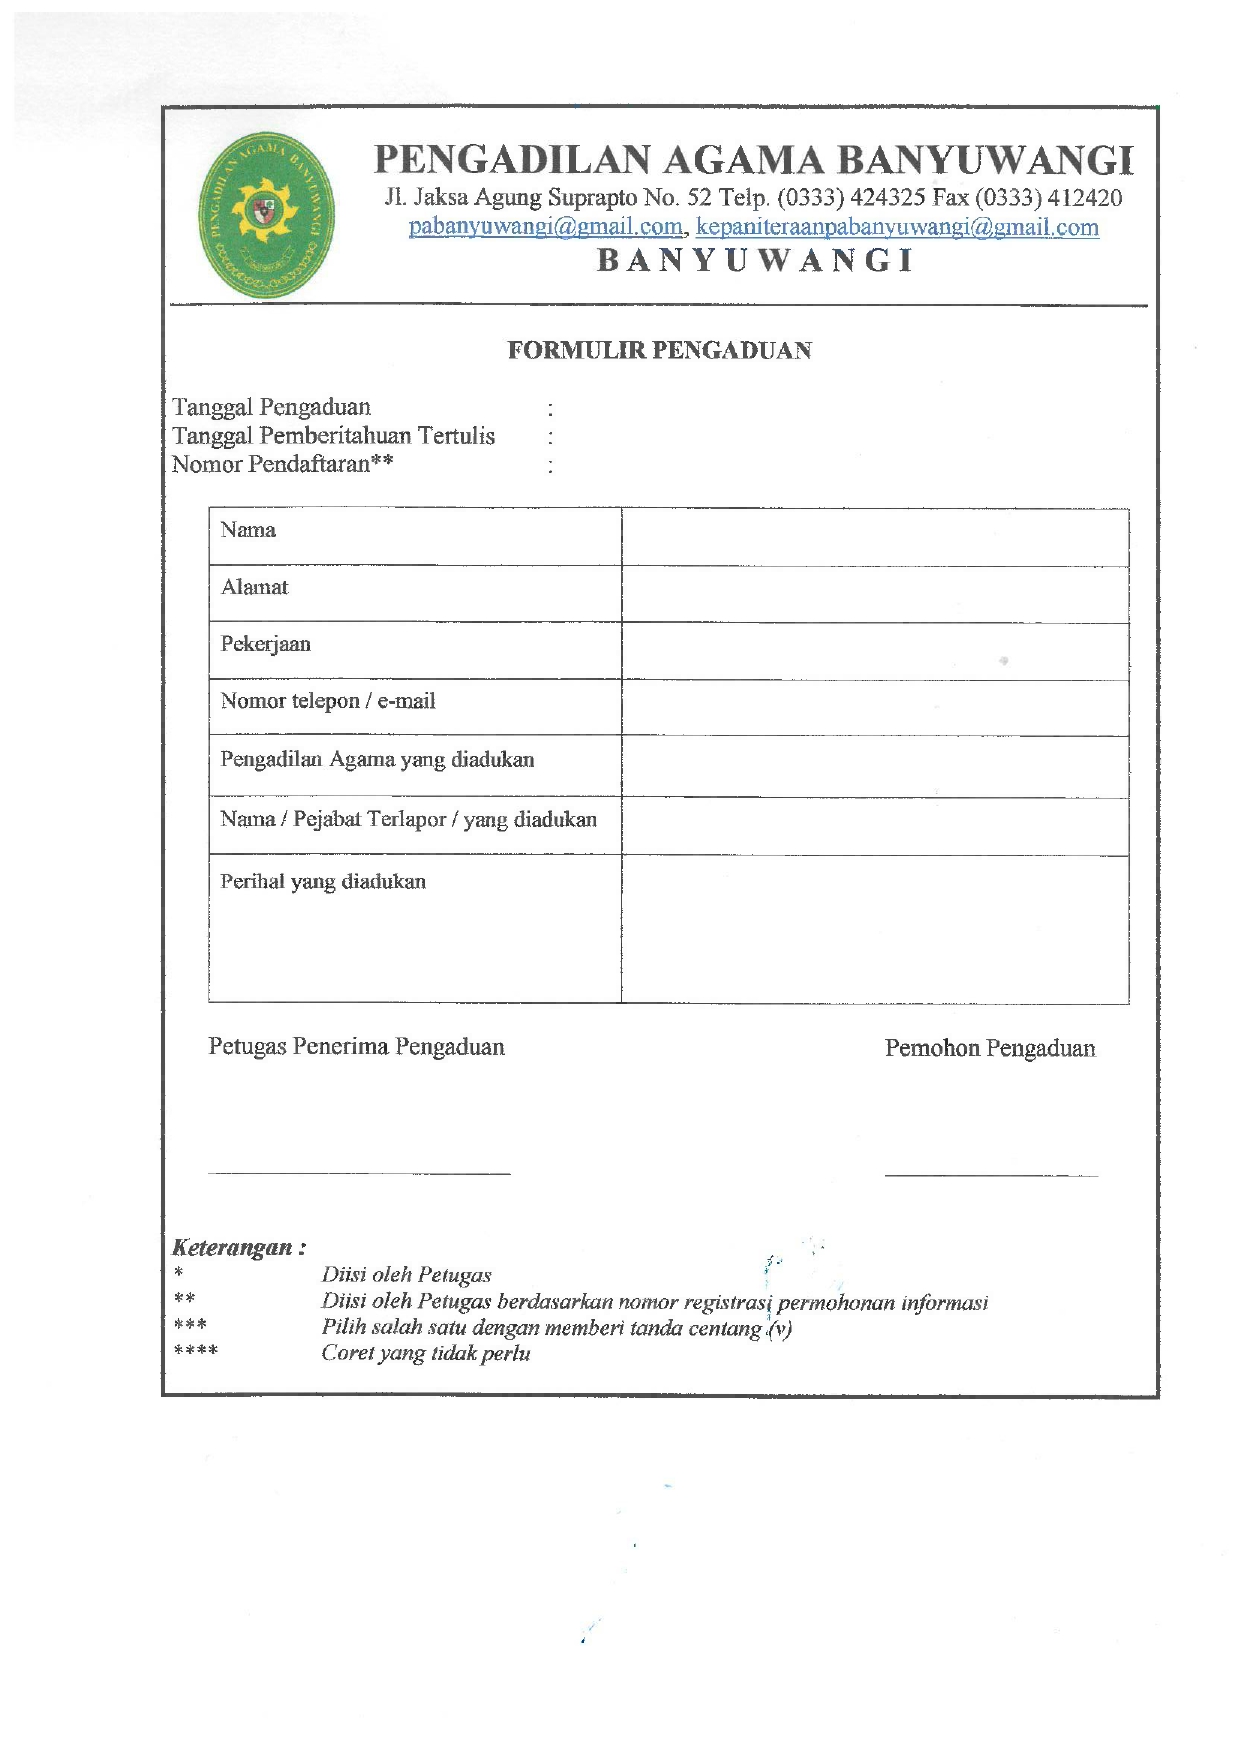 PENGADILAN AGAMA BANYUWANGI
PENGADILAN AGAMA BANYUWANGI
Jl. Jaksa Agung Suprapto No. 52 Telp. (0333) 424325 Fax (0333) 412420
pabanyuwangi@gmail.com, kepaniteraanpabanyuwangi@gmail.com
B A N Y U W A N G I
FORMULIR PENGADUAN
Tanggal Pengaduan :
Tanggal Pemberitahuan Tertulis :
Nomor Pendaftaran** :
Nama
Alamat
Pekerjaan
Nomor telepon / e-mail
Pengadilan Agama yang diadukan
Nama / Pejabat Terlapor / yang diadukan
Perihal yang diadukan
Petugas Penerima Pengaduan Pemohon Pengaduan
Keterangan :
* Diisi oleh Petugas
** Diisi oleh Petugas berdasarkan nomor registrasi permohonan informasi
*** Pilih salah satu dengan memberi tanda centang (v)
**** Coret yang tidak perlu